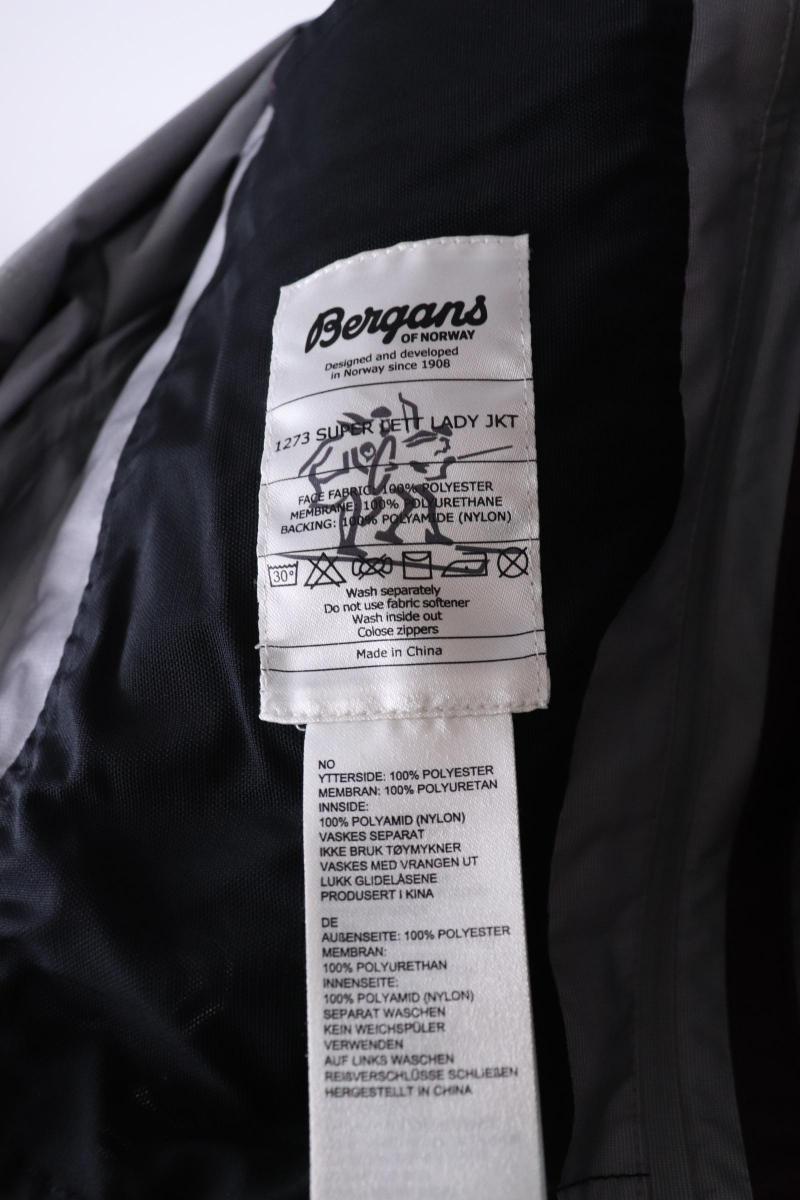 Bergans
OF NORWAY
Designed and developed
in Norway since 1908
1273 SUPER LETT LADY JKT
FACE FABRIC: 100% POLYESTER
MEMBRANE: 100% POLYURETHANE
BACKING: 100% POLYAMIDE (NYLON)
30°
Wash separately
Do not use fabric softener
Wash inside out
Colose zippers
Made in China
NO
YTTERSIDE: 100% POLYESTER
MEMBRAN: 100% POLYURETAN
INNSIDE:
100% POLYAMID (NYLON)
VASKES SEPARAT
IKKE BRUK TØYMYKNER
VASKES MED VRANGEN UT
LUKK GLIDELÅSENE
PRODUSERT I KINA
DE
AUßENSEITE: 100% POLYESTER
MEMBRAN:
100% POLYURETHAN
INNENSEITE:
100% POLYAMID (NYLON)
SEPARAT WASCHEN
KEIN WEICHSPÜLER
VERWENDEN
AUF LINKS WASCHEN
REIßVERSCHLÜSSE SCHLIEßEN
HERGESTELLT IN CHINA